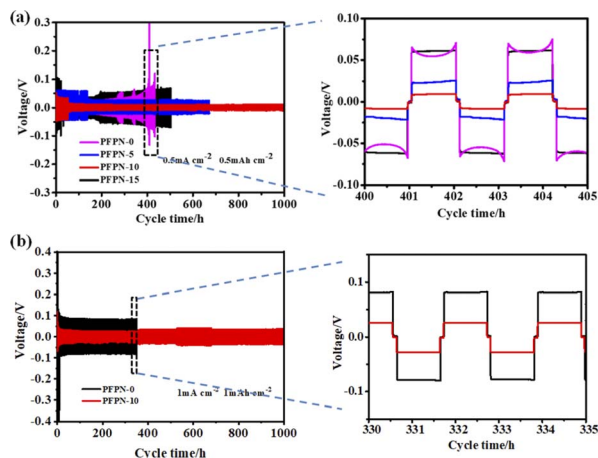 (a)
0.3
0.2
0.1
0.0
-0.1
-0.2
-0.3
Voltage/V
PFPN-0
PFPN-5
PFPN-10
PFPN-15
0.5mA cm-2 0.5mAh cm-2
0 200 400 600 800 1000
Cycle time/h
0.10
0.05
0.00
-0.05
-0.10
Voltage/V
400 401 402 403 404 405
Cycle time/h
(b)
0.4
0.3
0.2
0.1
0.0
-0.1
-0.2
-0.3
-0.4
Voltage/V
PFPN-0
PFPN-10
1mA cm-2 1mAh cm-2
0 200 400 600 800 1000
Cycle time/h
0.1
0.0
-0.1
Voltage/V
330 331 332 333 334 335
Cycle time/h